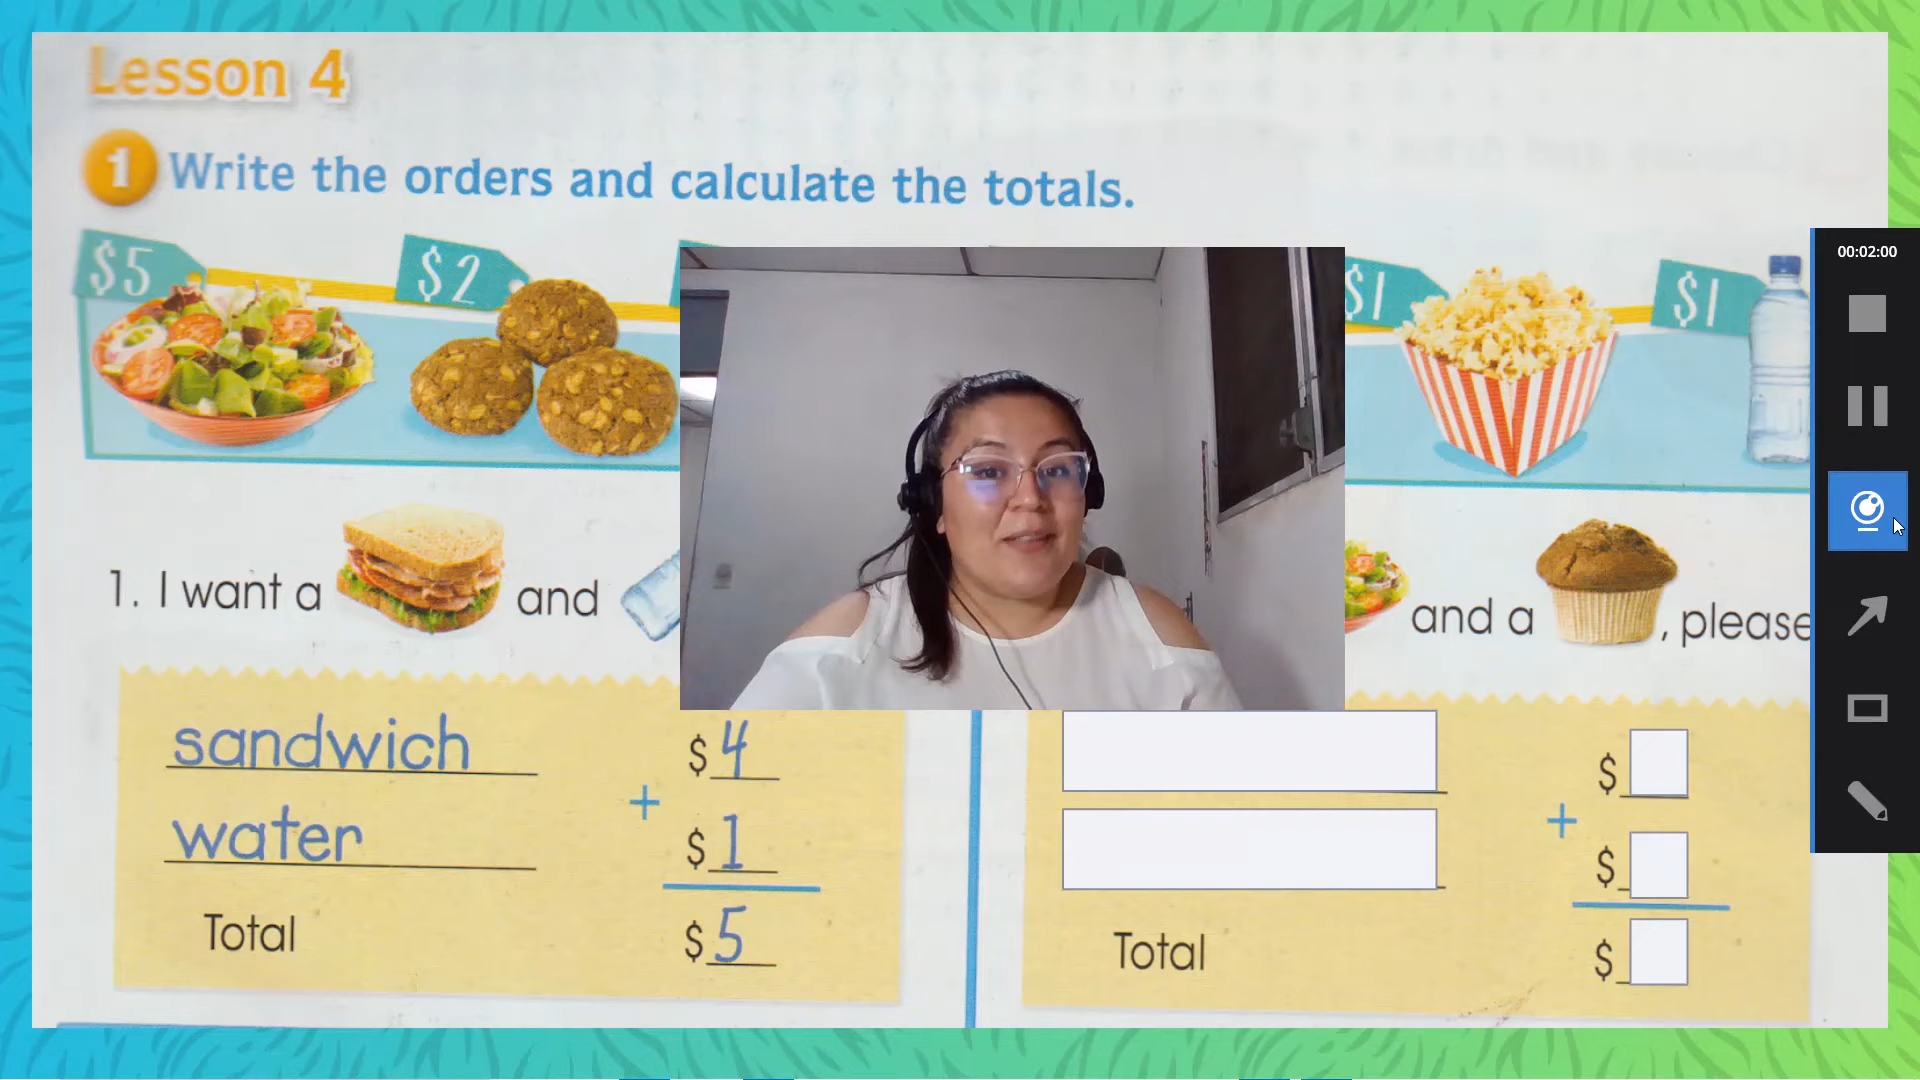 Lesson 4
1 Write the orders and calculate the totals.
$5 $2 $1 $1
1. I want a and and a , please
sandwich $4
+
water $1
Total $5
$
+
$
Total $
00:02:00